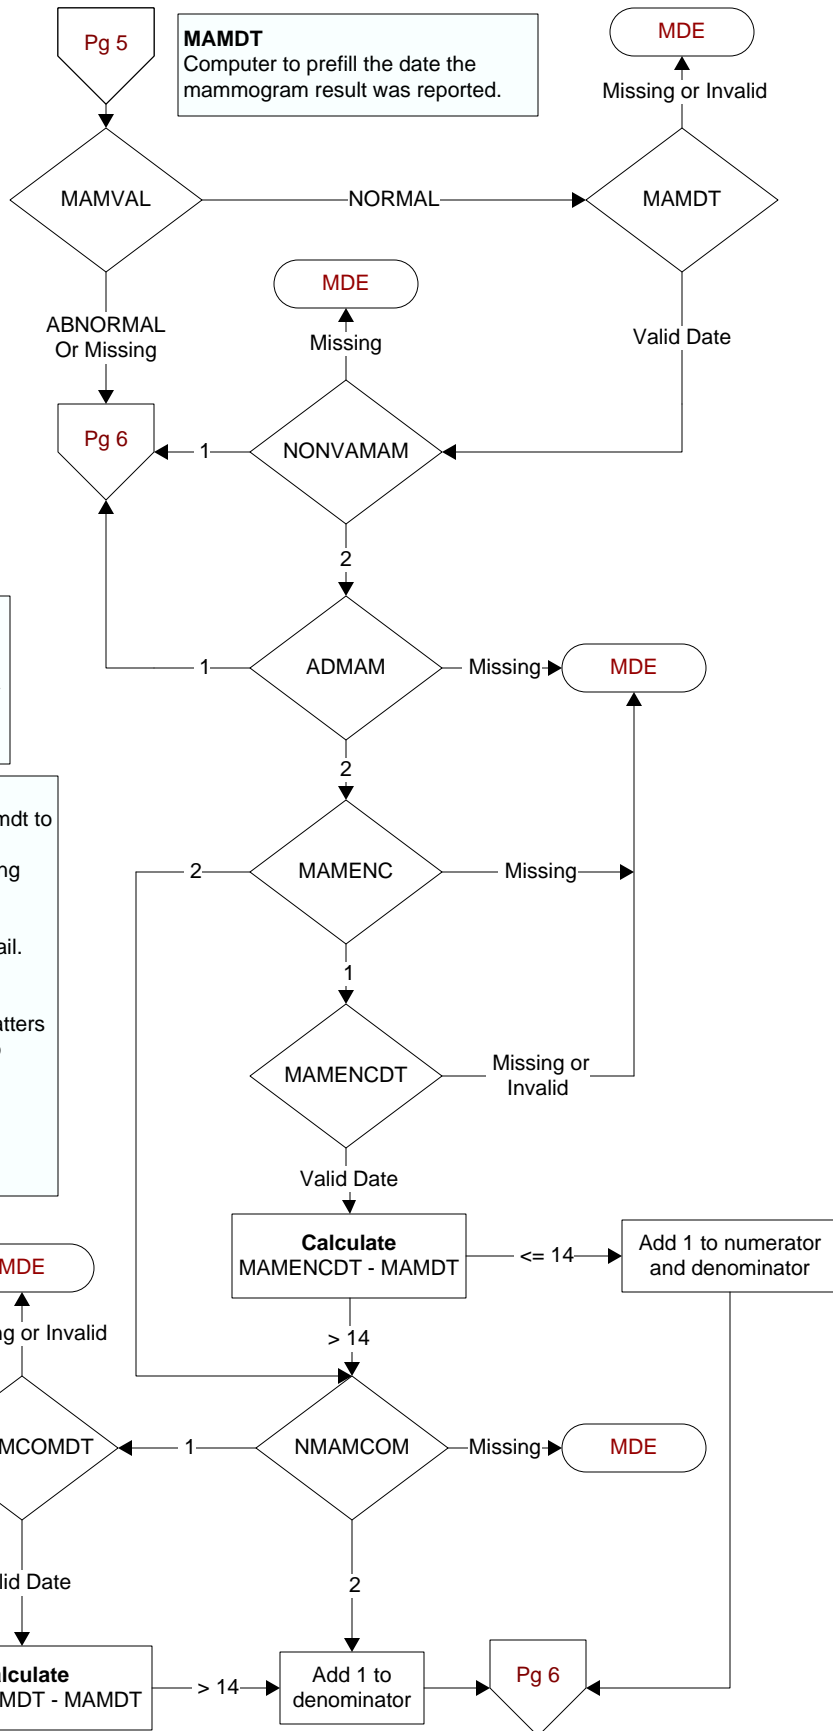 Pg 5
MAMDT
Computer to prefill the date the
mammogram result was reported.
MDE
Missing or Invalid
MAMVAL
NORMAL
MAMDT
MDE
ABNORMAL
Or Missing
Missing
Valid Date
Pg 6
1
NONVAMAM
2
1
ADMAM
Missing
MDE
2
mdt to
ng
ail.
atters
2
MAMENC
Missing
1
MAMENCDT
Missing or
Invalid
Valid Date
Calculate
MAMENCDT - MAMDT
<= 14
Add 1 to numerator
and denominator
MDE
ng or Invalid
> 14
MCOMDT
1
NMAMCOM
Missing
MDE
lid Date
2
alculate
MDT - MAMDT
> 14
Add 1 to
denominator
Pg 6